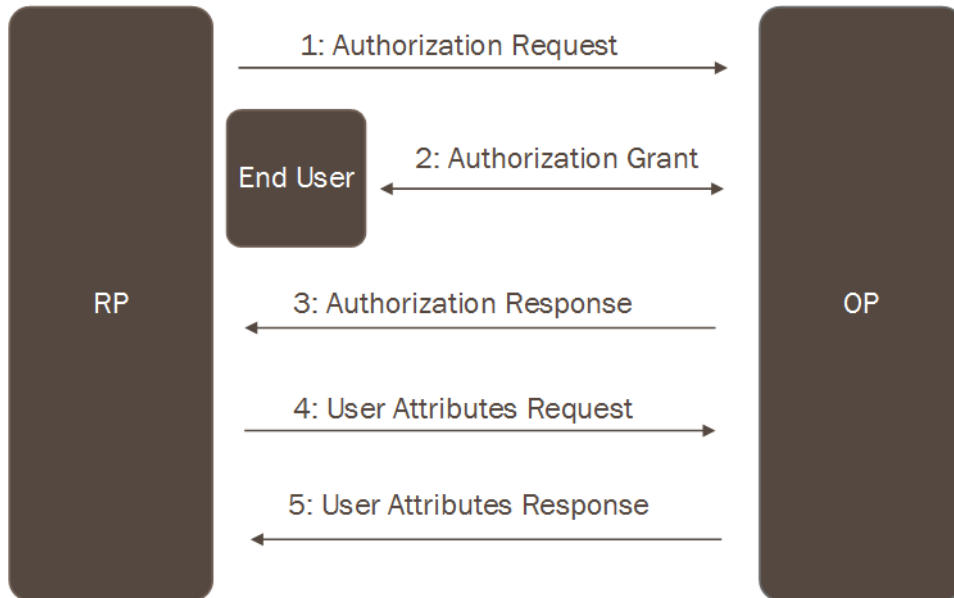 1: Authorization Request
End User
2: Authorization Grant
RP
3: Authorization Response
OP
4: User Attributes Request
5: User Attributes Response